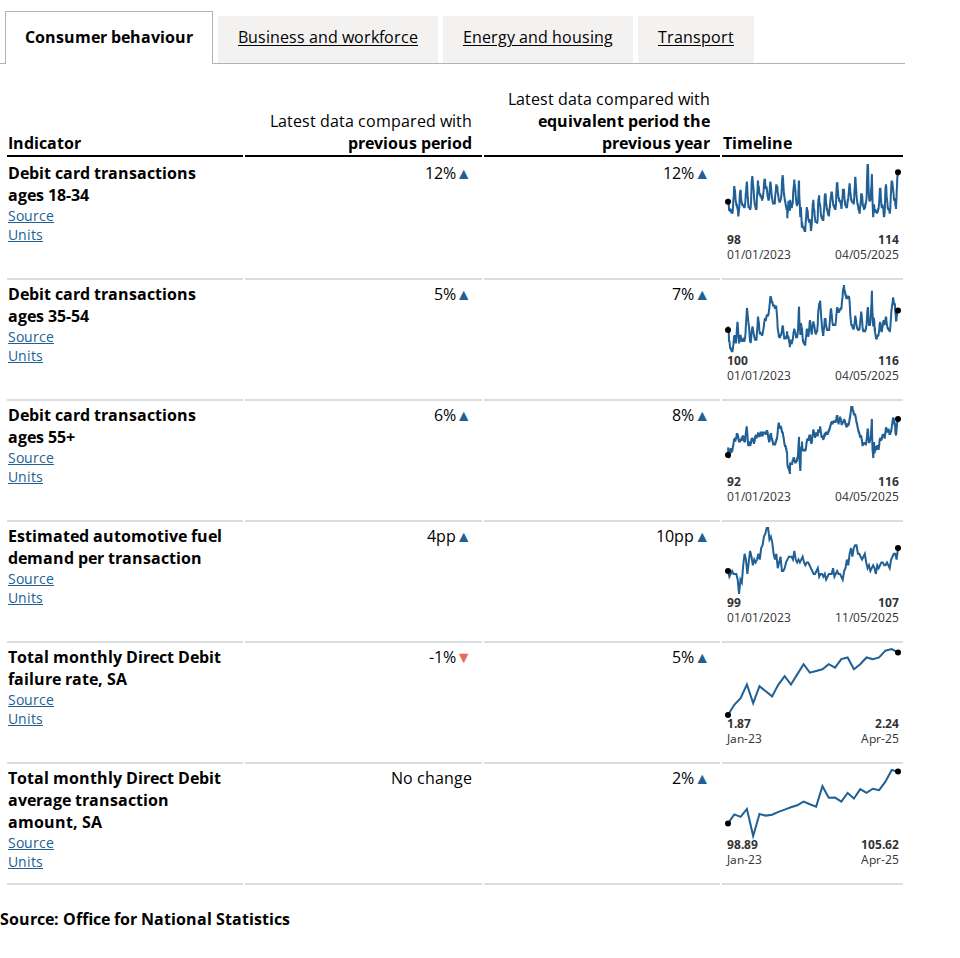 Consumer behaviour
Business and workforce
Energy and housing
Transport
Indicator
Latest data compared with
previous period
Latest data compared with
equivalent period the
previous year
Timeline
Debit card transactions
ages 18-34
Source
Units
12%▲
12%▲
98
114
01/01/2023
04/05/2025
Debit card transactions
ages 35-54
Source
Units
5%▲
7%▲
100
116
01/01/2023
04/05/2025
Debit card transactions
ages 55+
Source
Units
6%▲
8%▲
92
116
01/01/2023
04/05/2025
Estimated automotive fuel
demand per transaction
Source
Units
4pp▲
10pp▲
99
107
01/01/2023
11/05/2025
Total monthly Direct Debit
failure rate, SA
Source
Units
-1%▼
5%▲
1.87
2.24
Jan-23
Apr-25
Total monthly Direct Debit
average transaction
amount, SA
Source
Units
No change
2%▲
98.89
105.62
Jan-23
Apr-25
Source: Office for National Statistics